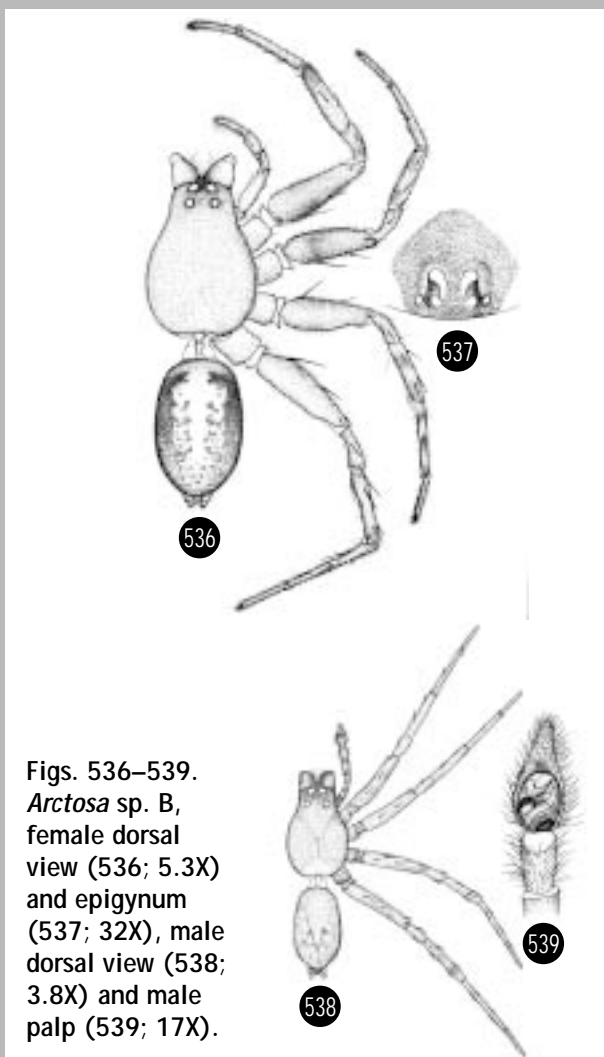 537
536
Figs. 536–539.
Arctosa sp. B,
female dorsal
view (536; 5.3X)
and epigynum
(537; 32X), male
dorsal view (538;
3.8X) and male
palp (539; 17X).
539
538